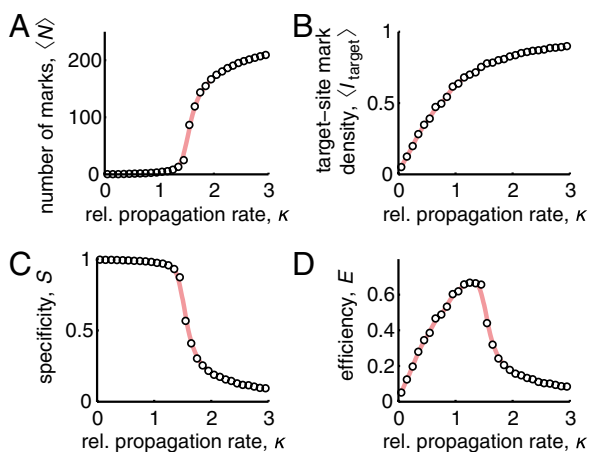 A
number of marks, ⟨N⟩
200
100
0
0 1 2 3
rel. propagation rate, κ
B
target–site mark
density, ⟨I_target⟩
1
0.5
0
0 1 2 3
rel. propagation rate, κ
C
specificity, S
1
0.5
0
0 1 2 3
rel. propagation rate, κ
D
efficiency, E
0.6
0.4
0.2
0
0 1 2 3
rel. propagation rate, κ